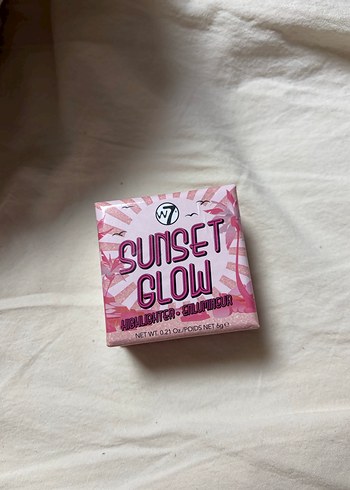 W7
SUNSET
GLOW
HIGHLIGHTER • ENLUMINEUR
NET WT. 0.21 Oz./POIDS NET 6g e